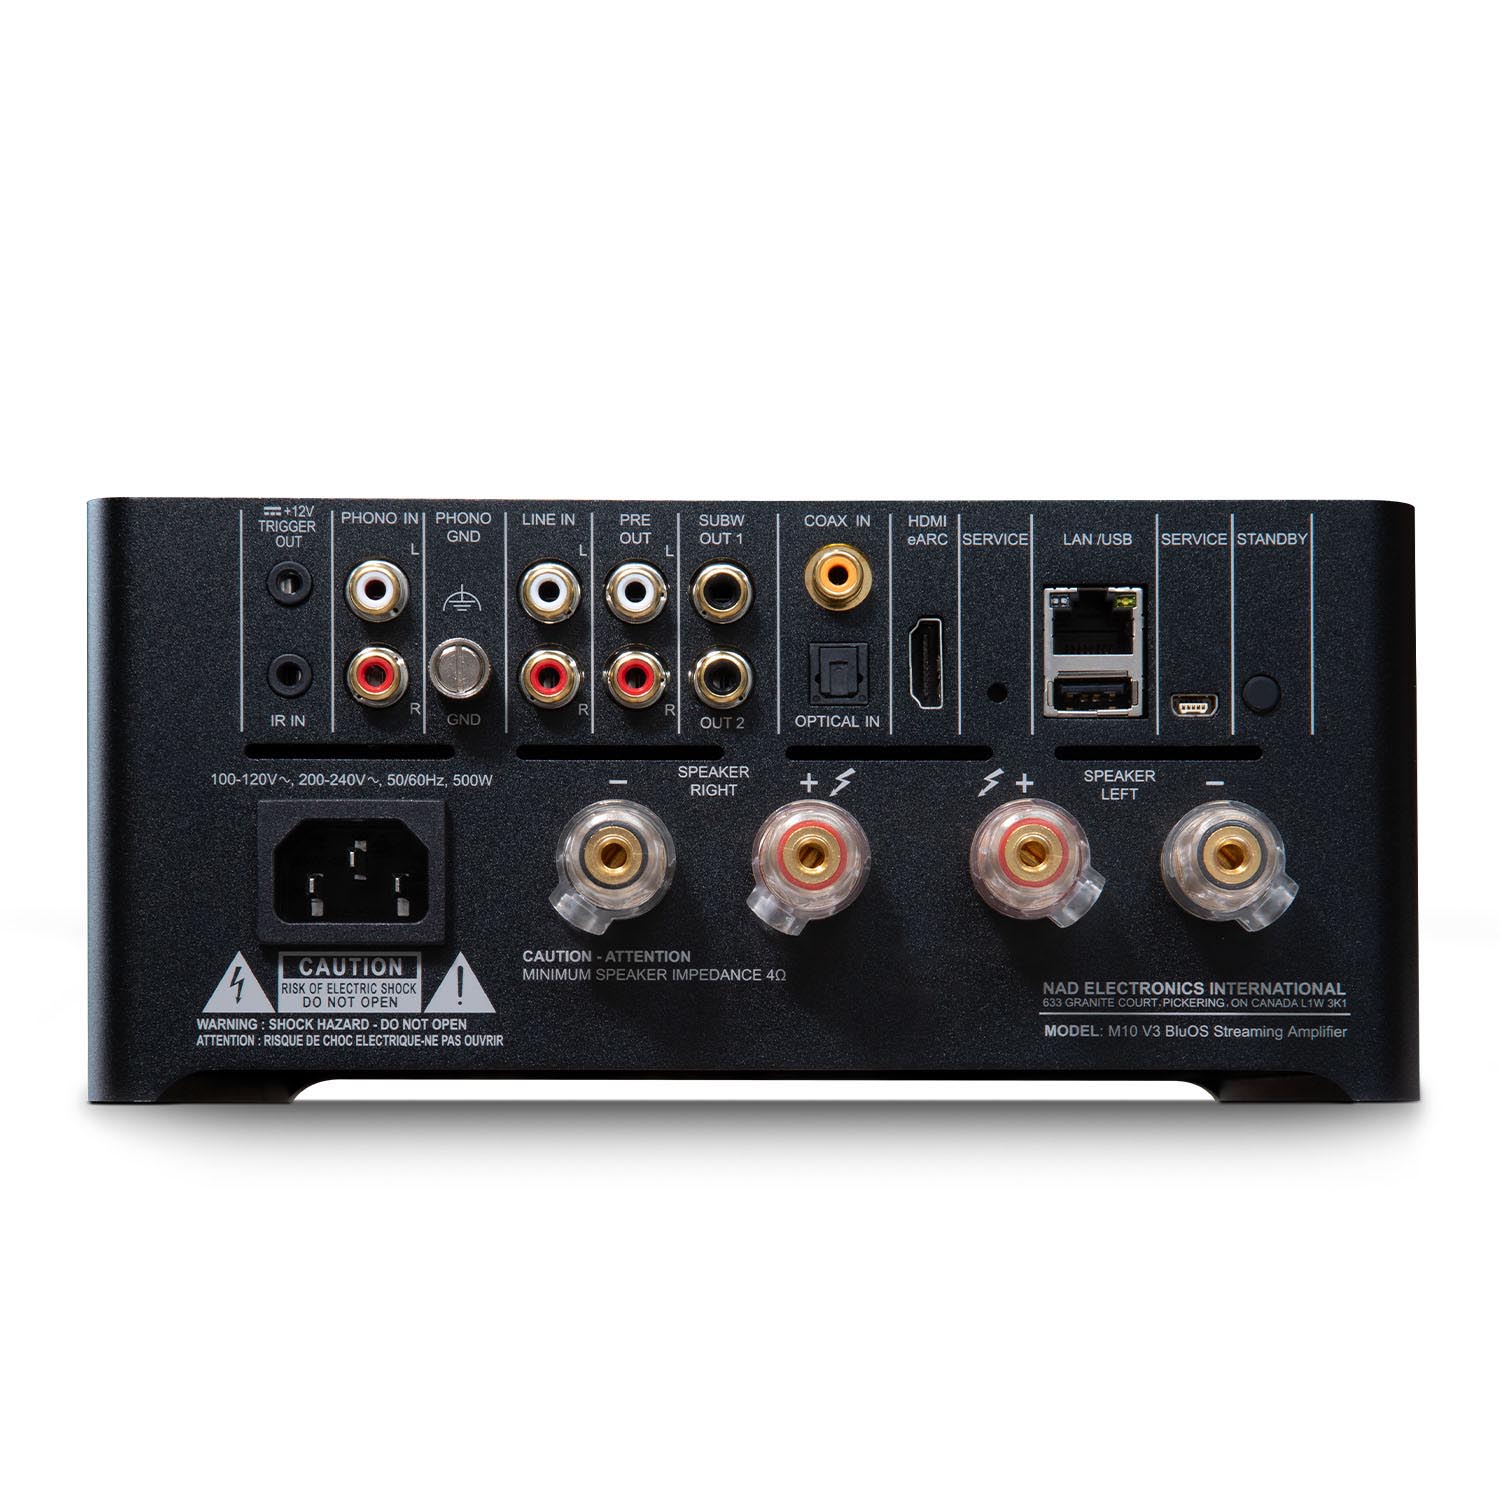 +12V
TRIGGER
OUT
PHONO IN
L
R
PHONO
GND
GND
LINE IN
L
R
PRE
OUT
L
R
SUBW
OUT 1
OUT 2
COAX IN
OPTICAL IN
HDMI
eARC
SERVICE
LAN /USB
SERVICE
STANDBY
IR IN
100-120V~, 200-240V~, 50/60Hz, 500W
−
SPEAKER
RIGHT
+
+
SPEAKER
LEFT
−
CAUTION
RISK OF ELECTRIC SHOCK
DO NOT OPEN
!
WARNING : SHOCK HAZARD - DO NOT OPEN
ATTENTION : RISQUE DE CHOC ELECTRIQUE-NE PAS OUVRIR
CAUTION - ATTENTION
MINIMUM SPEAKER IMPEDANCE 4Ω
NAD ELECTRONICS INTERNATIONAL
633 GRANITE COURT, PICKERING, ON CANADA L1W 3K1
MODEL: M10 V3 BluOS Streaming Amplifier